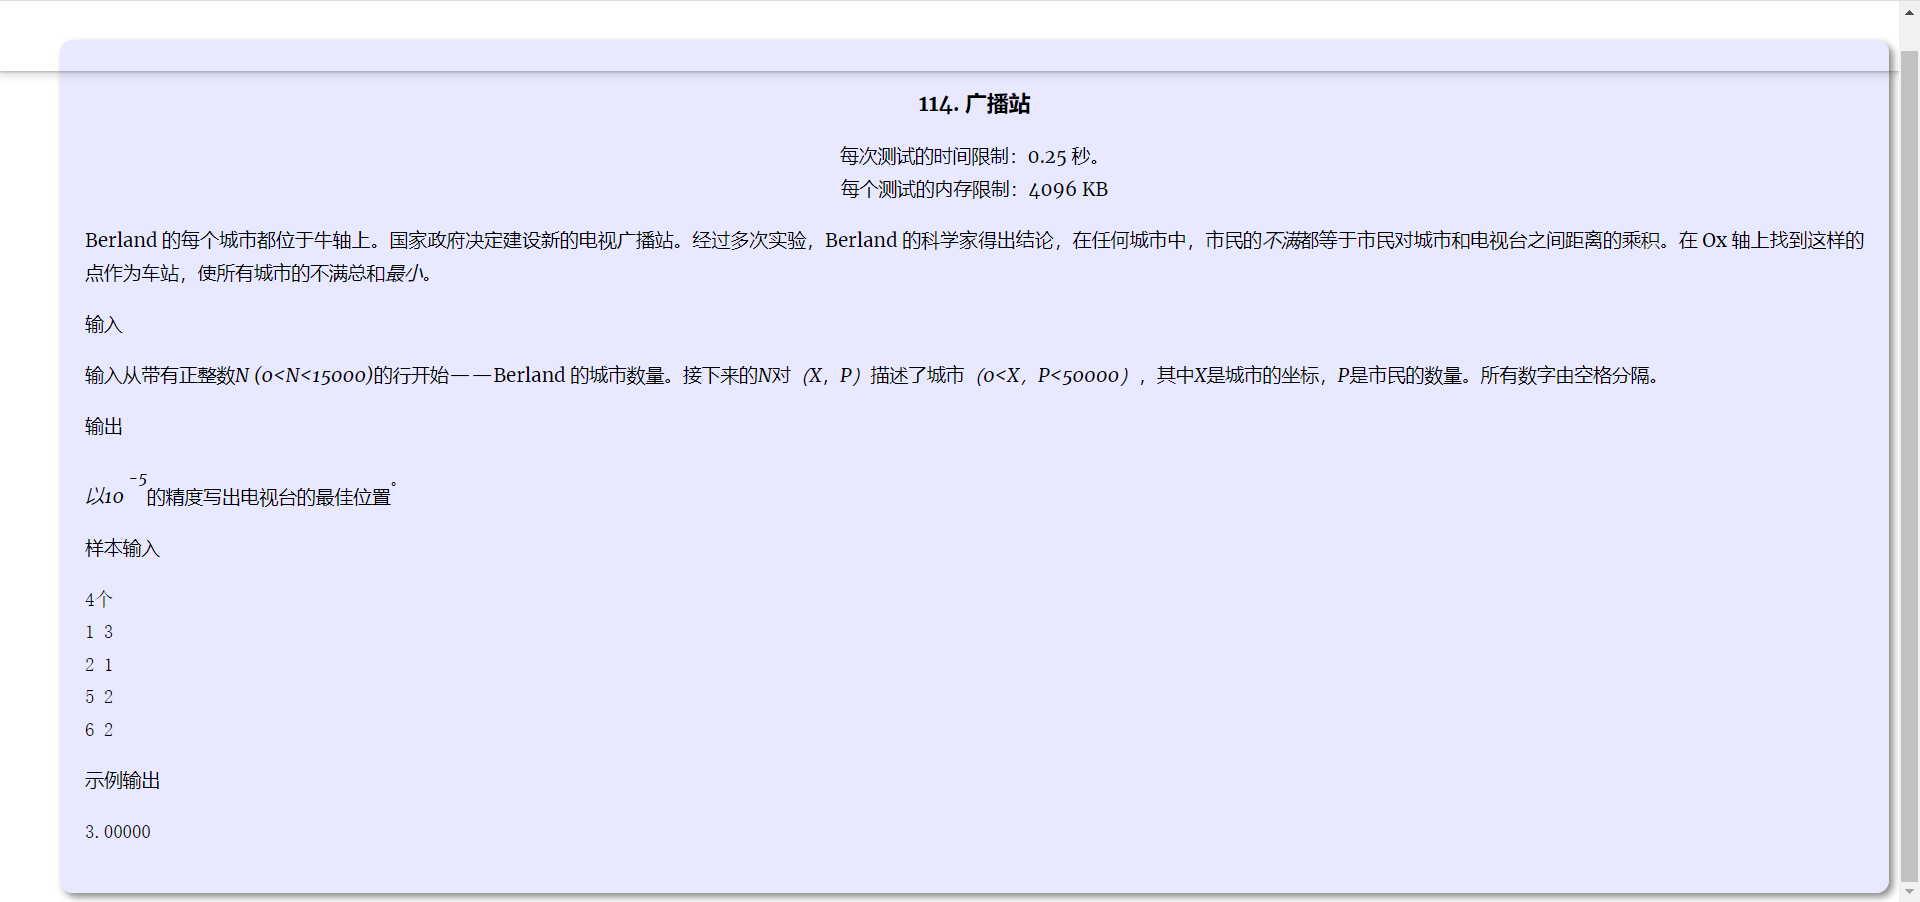 114. 广播站
每次测试的时间限制：0.25 秒。
每个测试的内存限制：4096 KB
Berland 的每个城市都位于牛轴上。国家政府决定建设新的电视广播站。经过多次实验，Berland 的科学家得出结论，在任何城市中，市民的不满都等于市民对城市和电视台之间距离的乘积。在 Ox 轴上找到这样的
点作为车站，使所有城市的不满总和最小。
输入
输入从带有正整数N (0<N<15000)的行开始——Berland 的城市数量。接下来的N对（X，P）描述了城市（0<X，P<50000），其中X是城市的坐标，P是市民的数量。所有数字由空格分隔。
输出
以10 -5的精度写出电视台的最佳位置。
样本输入
4个
1 3
2 1
5 2
6 2
示例输出
3.00000